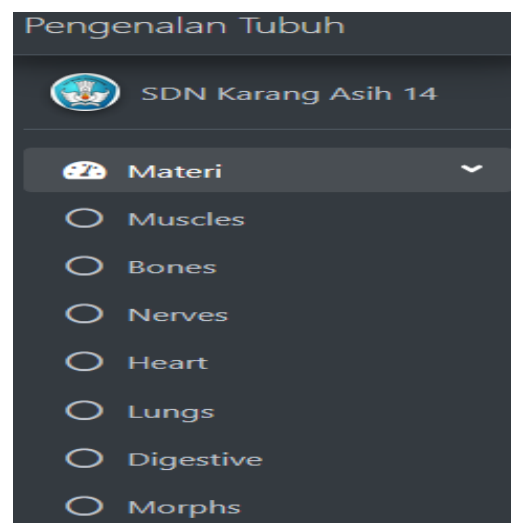 Pengenalan Tubuh
SDN Karang Asih 14
Materi
Muscles
Bones
Nerves
Heart
Lungs
Digestive
Morphs